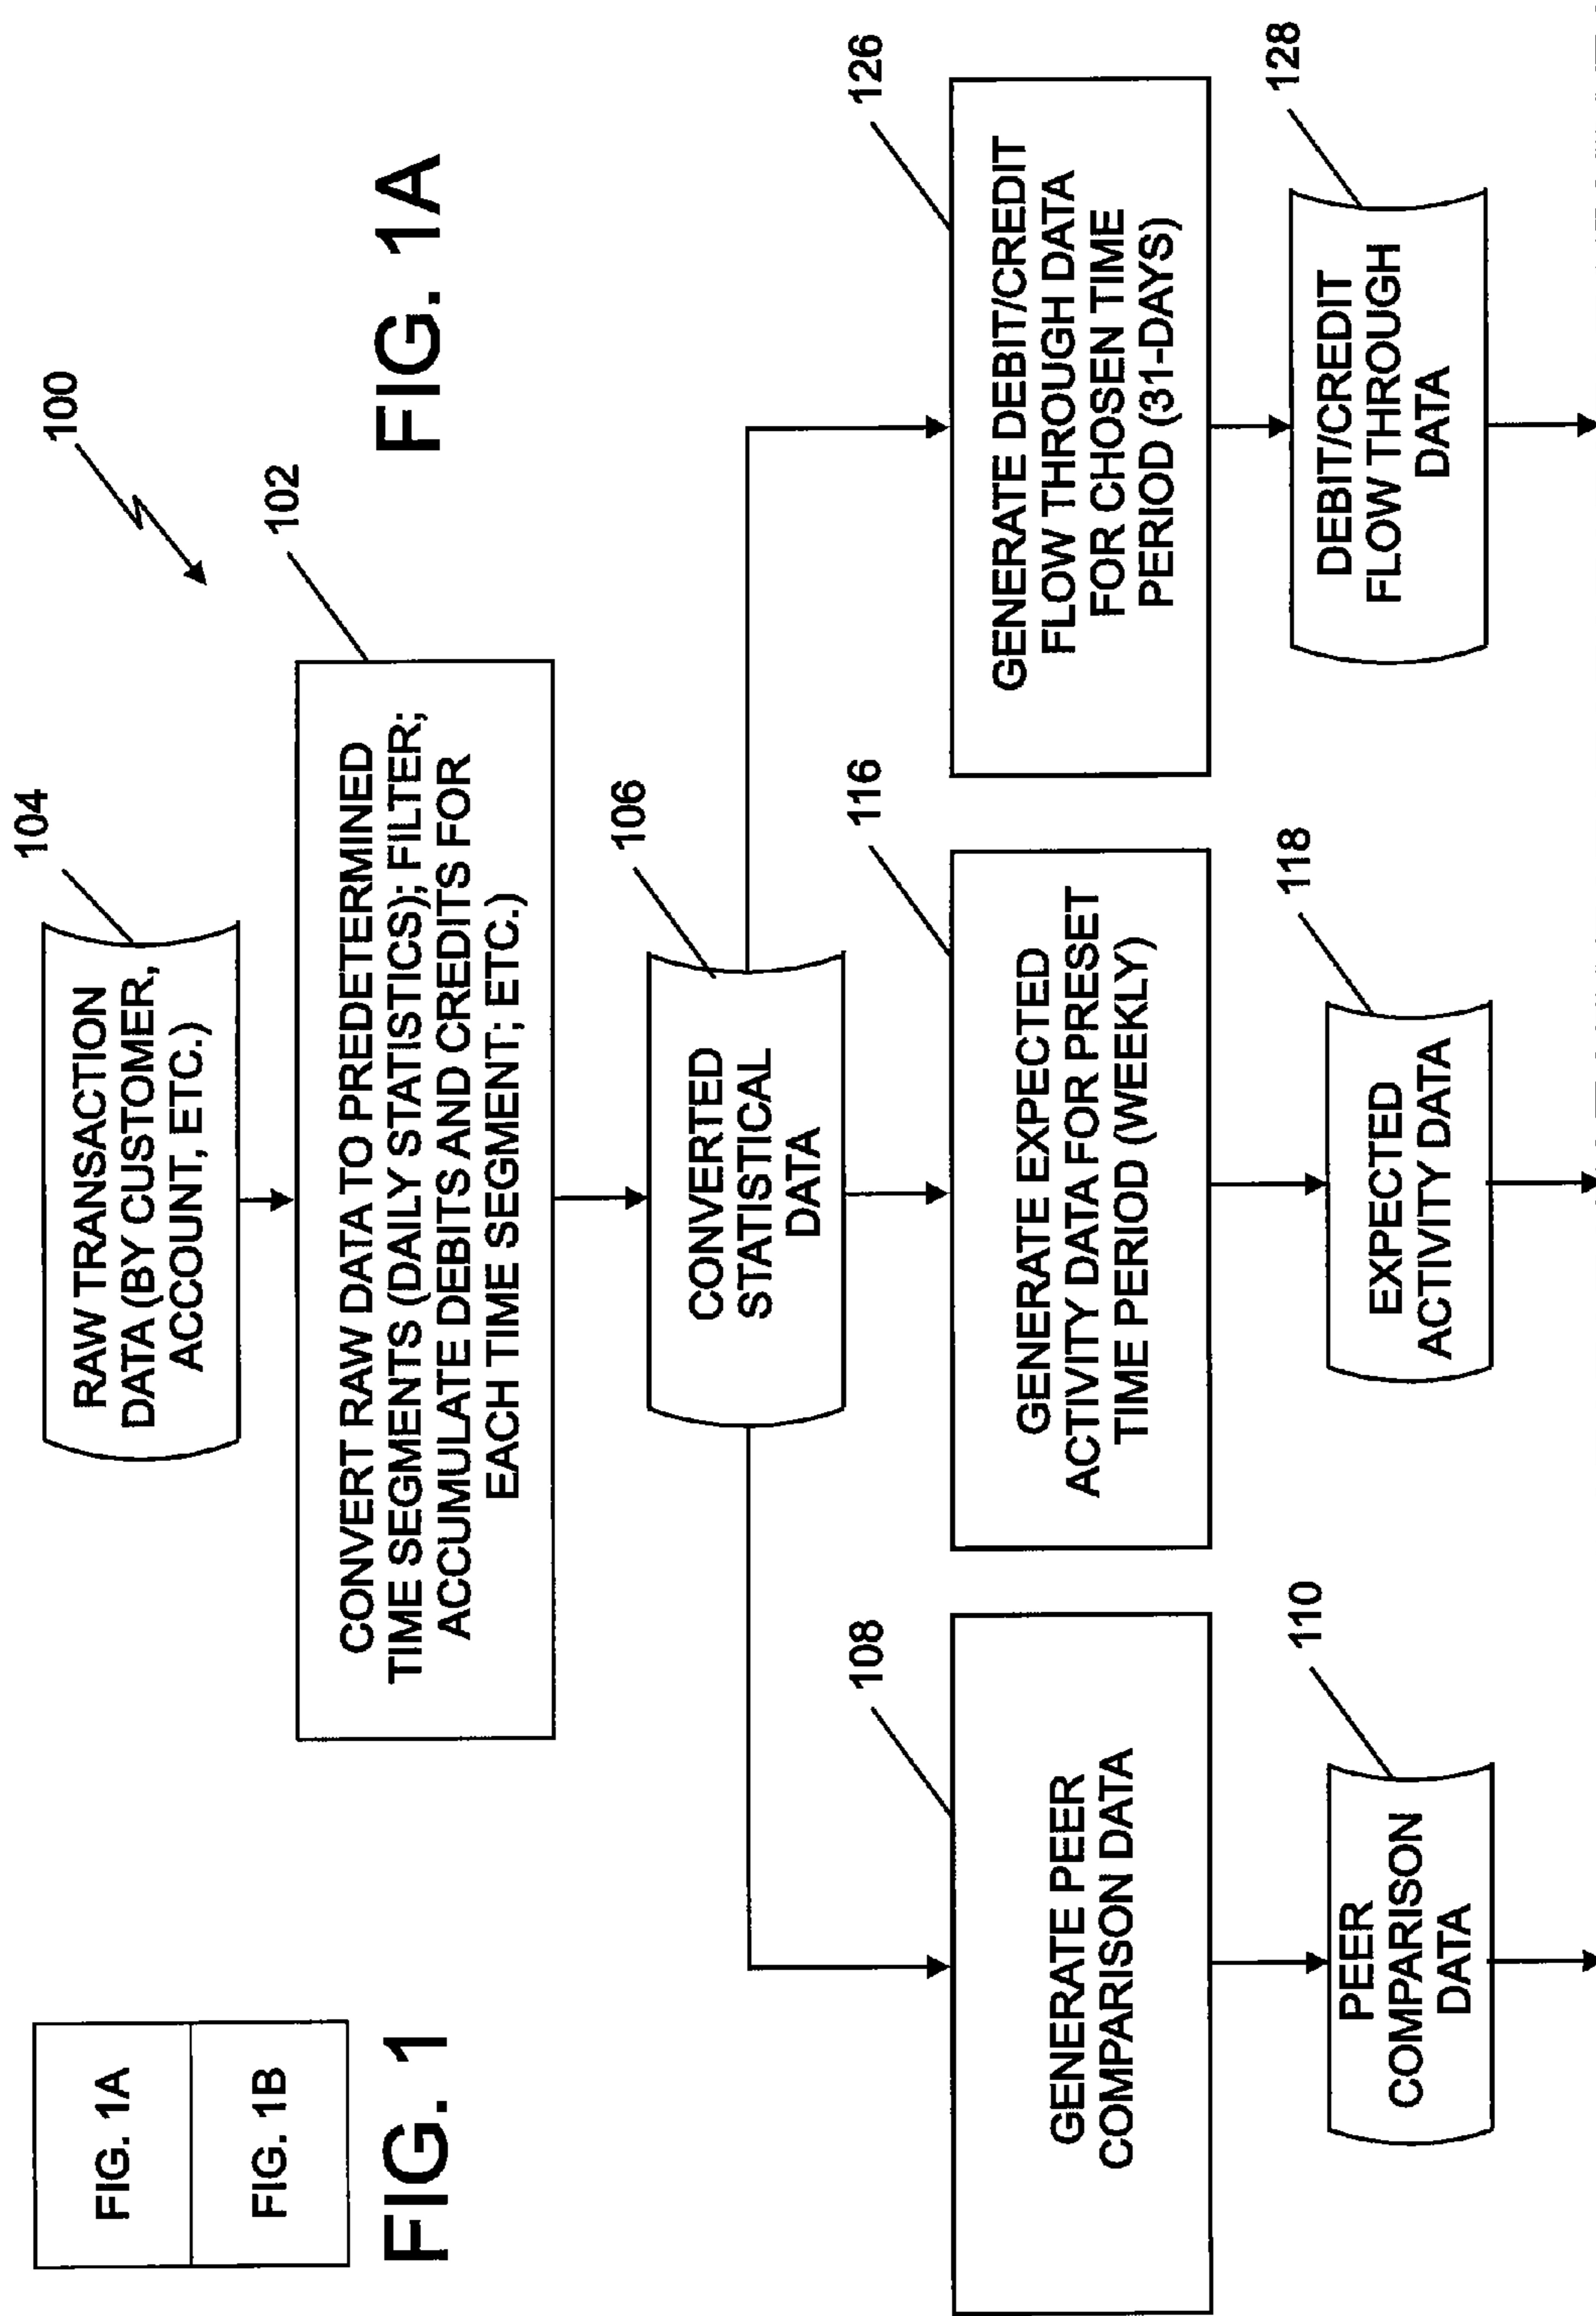 FIG. 1A
FIG. 1B
FIG. 1
100
FIG. 1A
104
RAW TRANSACTION
DATA (BY CUSTOMER,
ACCOUNT, ETC.)
102
CONVERT RAW DATA TO PREDETERMINED
TIME SEGMENTS (DAILY STATISTICS); FILTER;
ACCUMULATE DEBITS AND CREDITS FOR
EACH TIME SEGMENT; ETC.)
106
CONVERTED
STATISTICAL
DATA
108
GENERATE PEER
COMPARISON DATA
116
GENERATE EXPECTED
ACTIVITY DATA FOR PRESET
TIME PERIOD (WEEKLY)
126
GENERATE DEBIT/CREDIT
FLOW THROUGH DATA
FOR CHOSEN TIME
PERIOD (31-DAYS)
110
PEER
COMPARISON
DATA
118
EXPECTED
ACTIVITY DATA
128
DEBIT/CREDIT
FLOW THROUGH
DATA